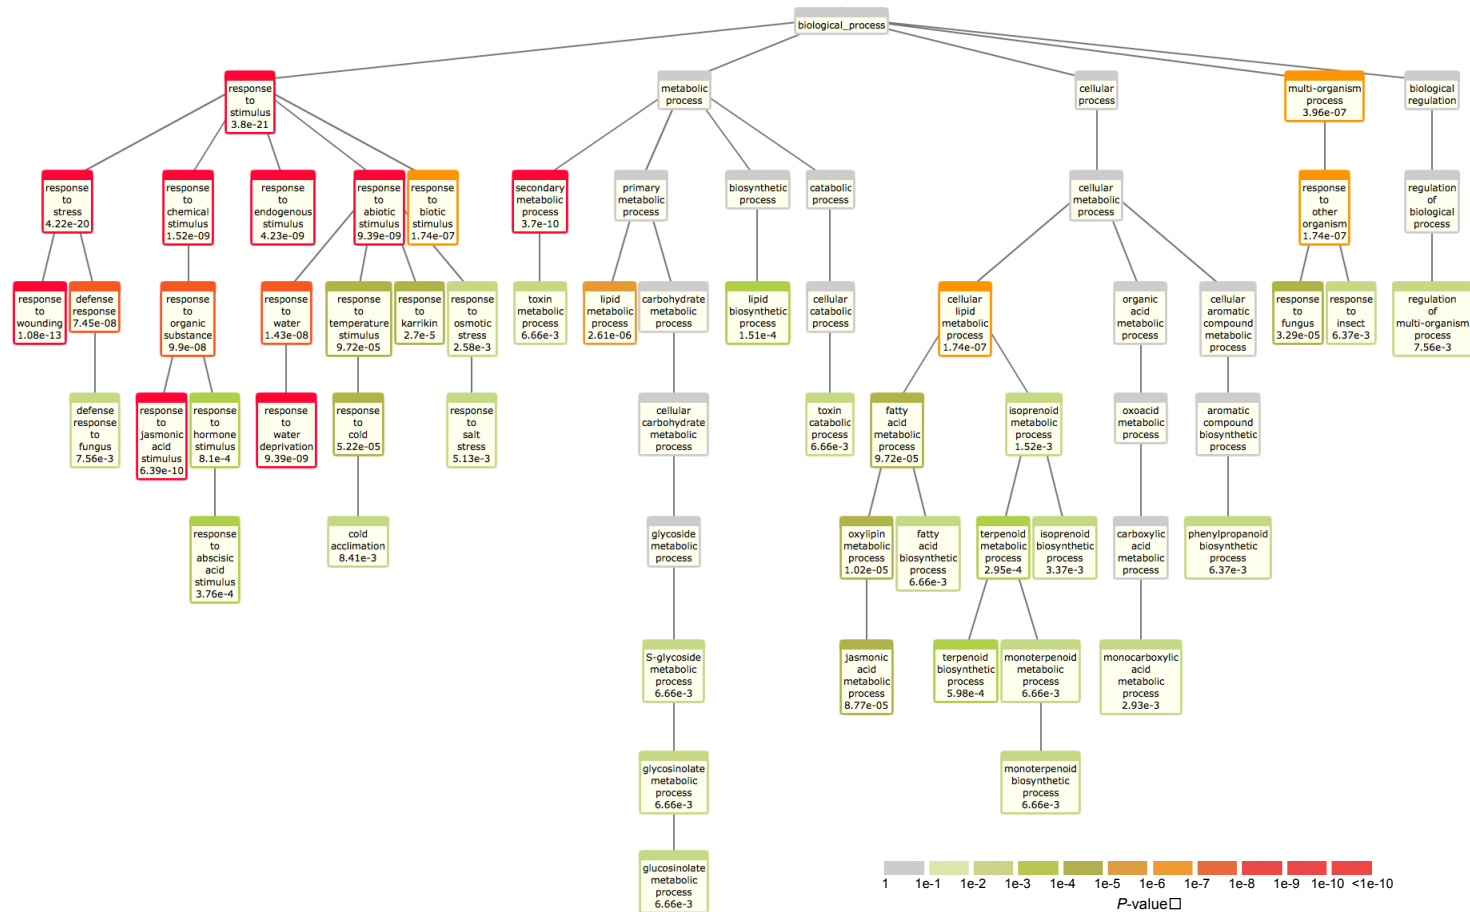 biological_process
response
to
stimulus
3.8e-21
metabolic
process
cellular
process
multi-organism
process
3.96e-07
biological
regulation
response
to
stress
4.22e-20
response
to
chemical
stimulus
1.52e-09
response
to
endogenous
stimulus
4.23e-09
response
to
abiotic
stimulus
9.39e-09
response
to
biotic
stimulus
1.74e-07
secondary
metabolic
process
3.7e-10
primary
metabolic
process
biosynthetic
process
catabolic
process
cellular
metabolic
process
response
to
other
organism
1.74e-07
regulation
of
biological
process
response
to
wounding
1.08e-13
defense
response
7.45e-08
response
to
organic
substance
9.9e-08
response
to
water
1.43e-08
response
to
temperature
stimulus
9.72e-05
response
to
karrikin
2.7e-5
response
to
osmotic
stress
2.58e-3
toxin
metabolic
process
6.66e-3
lipid
metabolic
process
2.61e-06
carbohydrate
metabolic
process
lipid
biosynthetic
process
1.51e-4
cellular
catabolic
process
cellular
lipid
metabolic
process
1.74e-07
organic
acid
metabolic
process
cellular
aromatic
compound
metabolic
process
response
to
fungus
3.29e-05
response
to
insect
6.37e-3
regulation
of
multi-organism
process
7.56e-3
defense
response
to
fungus
7.56e-3
response
to
jasmonic
acid
stimulus
6.39e-10
response
to
hormone
stimulus
8.1e-4
response
to
water
deprivation
9.39e-09
response
to
cold
5.22e-05
response
to
salt
stress
5.13e-3
cellular
carbohydrate
metabolic
process
toxin
catabolic
process
6.66e-3
fatty
acid
metabolic
process
9.72e-05
isoprenoid
metabolic
process
1.52e-3
oxoacid
metabolic
process
aromatic
compound
biosynthetic
process
response
to
abscisic
acid
stimulus
3.76e-4
cold
acclimation
8.41e-3
glycoside
metabolic
process
oxylipin
metabolic
process
1.02e-05
fatty
acid
biosynthetic
process
6.66e-3
terpenoid
metabolic
process
2.95e-4
isoprenoid
biosynthetic
process
3.37e-3
carboxylic
acid
metabolic
process
phenylpropanoid
biosynthetic
process
6.37e-3
S-glycoside
metabolic
process
6.66e-3
jasmonic
acid
metabolic
process
8.77e-05
terpenoid
biosynthetic
process
5.98e-4
monoterpenoid
metabolic
process
6.66e-3
monocarboxylic
acid
metabolic
process
2.93e-3
glycosinolate
metabolic
process
6.66e-3
monoterpenoid
biosynthetic
process
6.66e-3
glucosinolate
metabolic
process
6.66e-3
1 1e-1 1e-2 1e-3 1e-4 1e-5 1e-6 1e-7 1e-8 1e-9 1e-10 <1e-10
P-value□